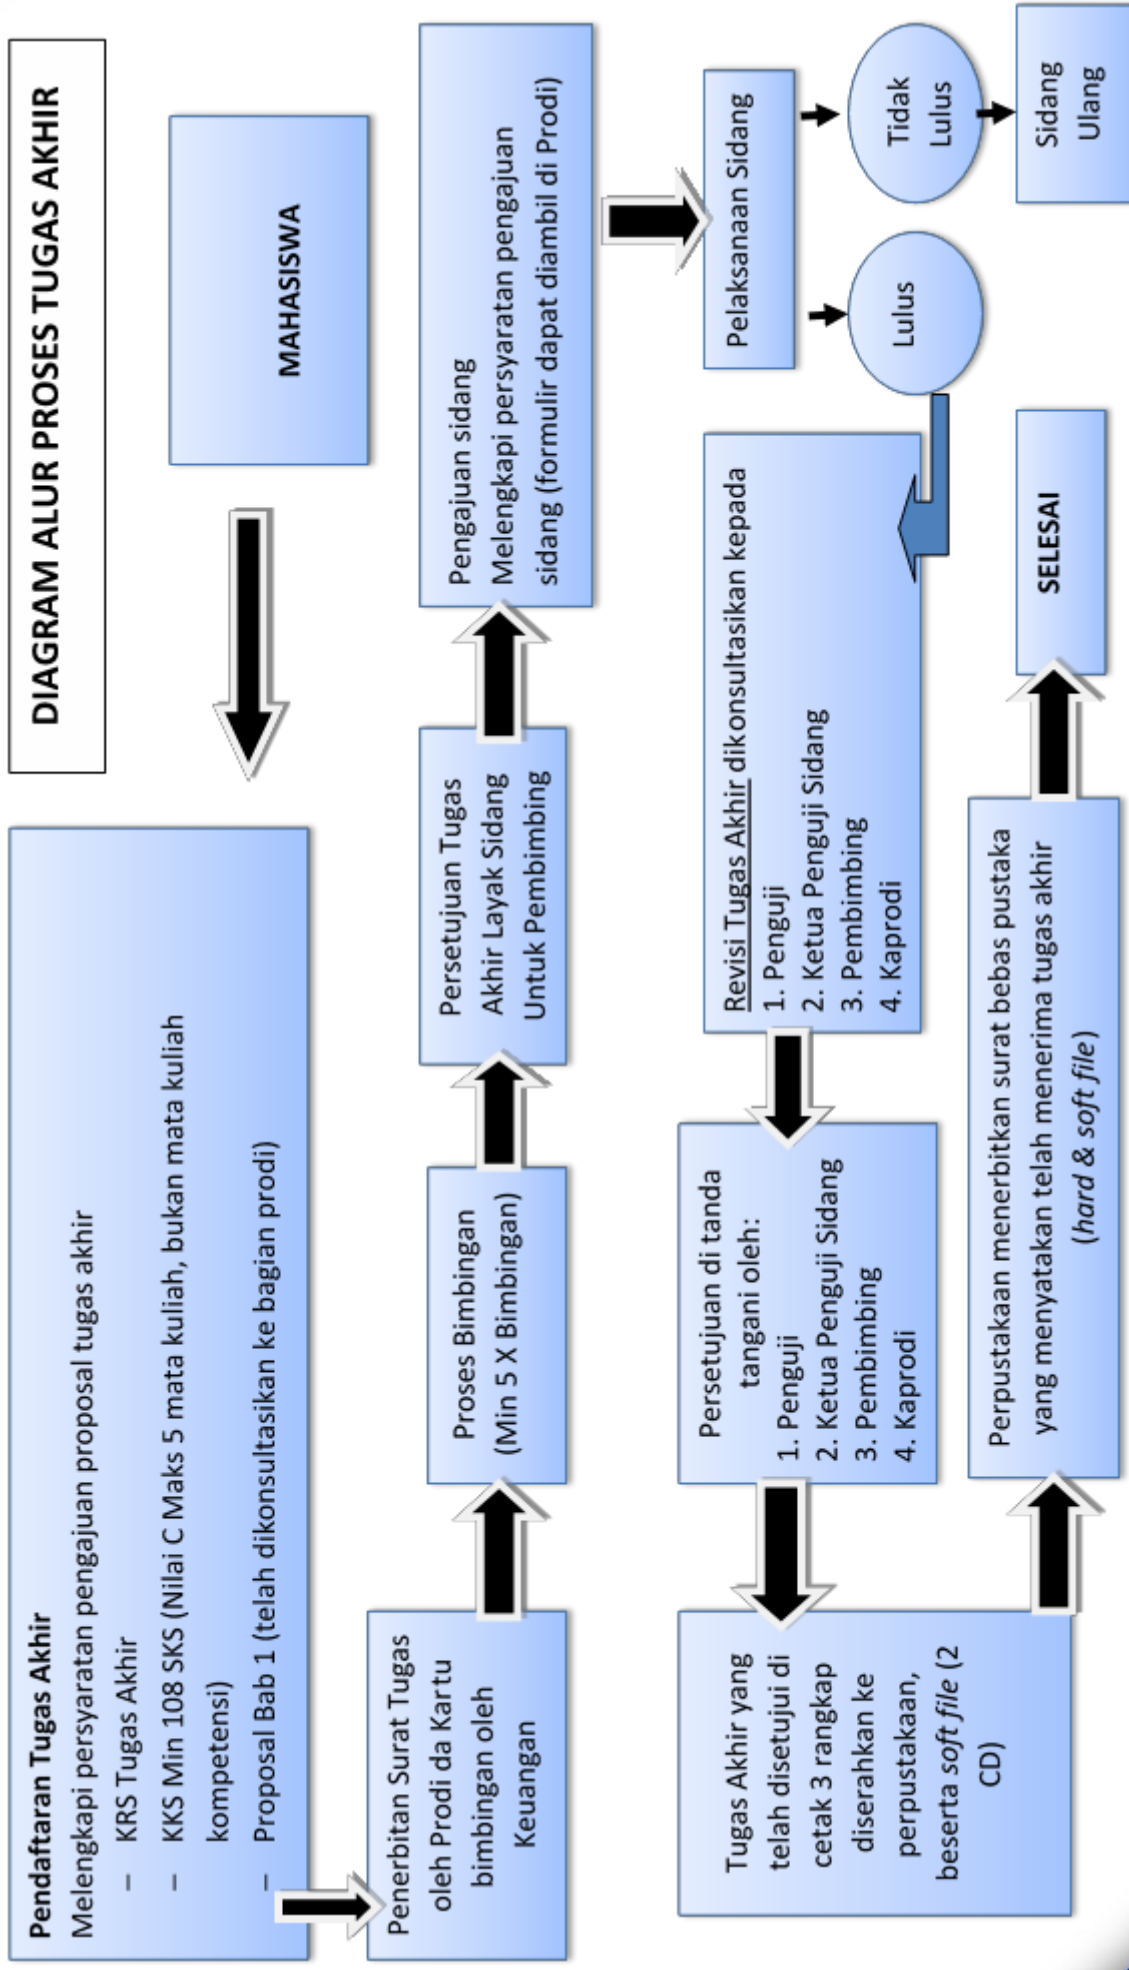 DIAGRAM ALUR PROSES TUGAS AKHIR
MAHASISWA
Pendaftaran Tugas Akhir
Melengkapi persyaratan pengajuan proposal tugas akhir
– KRS Tugas Akhir
– KKS Min 108 SKS (Nilai C Maks 5 mata kuliah, bukan mata kuliah
kompetensi)
– Proposal Bab 1 (telah dikonsultasikan ke bagian prodi)
Penerbitan Surat Tugas
oleh Prodi da Kartu
bimbingan oleh
Keuangan
Proses Bimbingan
(Min 5 X Bimbingan)
Persetujuan Tugas
Akhir Layak Sidang
Untuk Pembimbing
Pengajuan sidang
Melengkapi persyaratan pengajuan
sidang (formulir dapat diambil di Prodi)
Pelaksanaan Sidang
Lulus
Tidak
Lulus
Sidang
Ulang
Revisi Tugas Akhir dikonsultasikan kepada
1. Penguji
2. Ketua Penguji Sidang
3. Pembimbing
4. Kaprodi
Persetujuan di tanda
tangani oleh:
1. Penguji
2. Ketua Penguji Sidang
3. Pembimbing
4. Kaprodi
Tugas Akhir yang
telah disetujui di
cetak 3 rangkap
diserahkan ke
perpustakaan,
beserta soft file (2
CD)
Perpustakaan menerbitkan surat bebas pustaka
yang menyatakan telah menerima tugas akhir
(hard & soft file)
SELESAI